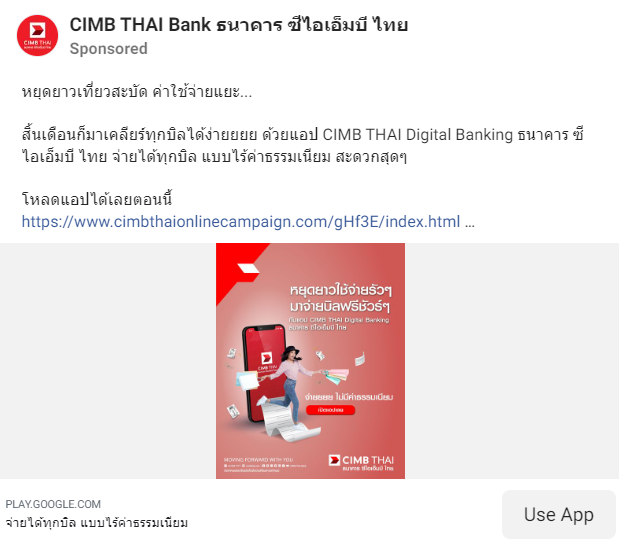 CIMB THAI Bank ธนาคาร ซีไอเอ็มบี ไทย
Sponsored
หยุดยาวเที่ยวสะบัด ค่าใช้จ่ายแยะ...
สิ้นเดือนก็มาเคลียร์ทุกบิลได้ง่ายยยย ด้วยแอป CIMB THAI Digital Banking ธนาคาร ซี
ไอเอ็มบี ไทย จ่ายได้ทุกบิล แบบไร้ค่าธรรมเนียม สะดวกสุดๆ
โหลดแอปได้เลยตอนนี้
https://www.cimbthaionlinecampaign.com/gHf3E/index.html ...
หยุดยาวใช้จ่ายรัวๆ
มาจ่ายบิลฟรีชัวร์ๆ
กับแอป CIMB THAI Digital Banking
ธนาคาร ซีไอเอ็มบี ไทย
CIMB THAI
จ่ายยยย ไม่มีค่าธรรมเนียม
เปิดแอปเลย
MOVING FORWARD WITH YOU
CIMB THAI
ธนาคาร ซีไอเอ็มบี ไทย
PLAY.GOOGLE.COM
จ่ายได้ทุกบิล แบบไร้ค่าธรรมเนียม
Use App